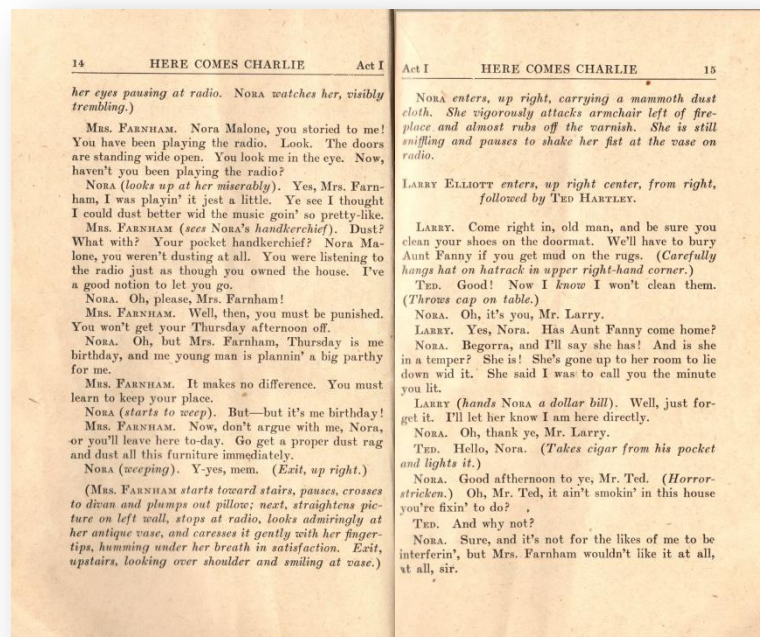 14 HERE COMES CHARLIE Act I
her eyes pausing at radio. NORA watches her, visibly
trembling.)
MRS. FARNHAM. Nora Malone, you storied to me!
You have been playing the radio. Look. The doors
are standing wide open. You look me in the eye. Now,
haven't you been playing the radio?
NORA (looks up at her miserably). Yes, Mrs. Farn-
ham, I was playin' it jest a little. Ye see I thought
I could dust better wid the music goin' so pretty-like.
MRS. FARNHAM (sees NORA's handkerchief). Dust?
What with? Your pocket handkerchief? Nora Ma-
lone, you weren't dusting at all. You were listening to
the radio just as though you owned the house. I've
a good notion to let you go.
NORA. Oh, please, Mrs. Farnham!
MRS. FARNHAM. Well, then, you must be punished.
You won't get your Thursday afternoon off.
NORA. Oh, but Mrs. Farnham, Thursday is me
birthday, and me young man is plannin' a big parthy
for me.
MRS. FARNHAM. It makes no difference. You must
learn to keep your place.
NORA (starts to weep). But—but it's me birthday!
MRS. FARNHAM. Now, don't argue with me, Nora,
or you'll leave here to-day. Go get a proper dust rag
and dust all this furniture immediately.
NORA (weeping). Y-yes, mem. (Exit, up right.)
(MRS. FARNHAM starts toward stairs, pauses, crosses
to divan and plumps out pillow; next, straightens pic-
ture on left wall, stops at radio, looks admiringly at
her antique vase, and caresses it gently with her finger-
tips, humming under her breath in satisfaction. Exit,
upstairs, looking over shoulder and smiling at vase.)
Act I HERE COMES CHARLIE 15
NORA enters, up right, carrying a mammoth dust
cloth. She vigorously attacks armchair left of fire-
place and almost rubs off the varnish. She is still
sniffling and pauses to shake her fist at the vase on
radio.
LARRY ELLIOTT enters, up right center, from right,
followed by TED HARTLEY.
LARRY. Come right in, old man, and be sure you
clean your shoes on the doormat. We'll have to bury
Aunt Fanny if you get mud on the rugs. (Carefully
hangs hat on hatrack in upper right-hand corner.)
TED. Good! Now I know I won't clean them.
(Throws cap on table.)
NORA. Oh, it's you, Mr. Larry.
LARRY. Yes, Nora. Has Aunt Fanny come home?
NORA. Begorra, and I'll say she has! And is she
in a temper? She is! She's gone up to her room to lie
down wid it. She said I was to call you the minute
you lit.
LARRY (hands NORA a dollar bill). Well, just for-
get it. I'll let her know I am here directly.
NORA. Oh, thank ye, Mr. Larry.
TED. Hello, Nora. (Takes cigar from his pocket
and lights it.)
NORA. Good afthernoon to ye, Mr. Ted. (Horror-
stricken.) Oh, Mr. Ted, it ain't smokin' in this house
you're fixin' to do?
TED. And why not?
NORA. Sure, and it's not for the likes of me to be
interferin', but Mrs. Farnham wouldn't like it at all,
at all, sir.